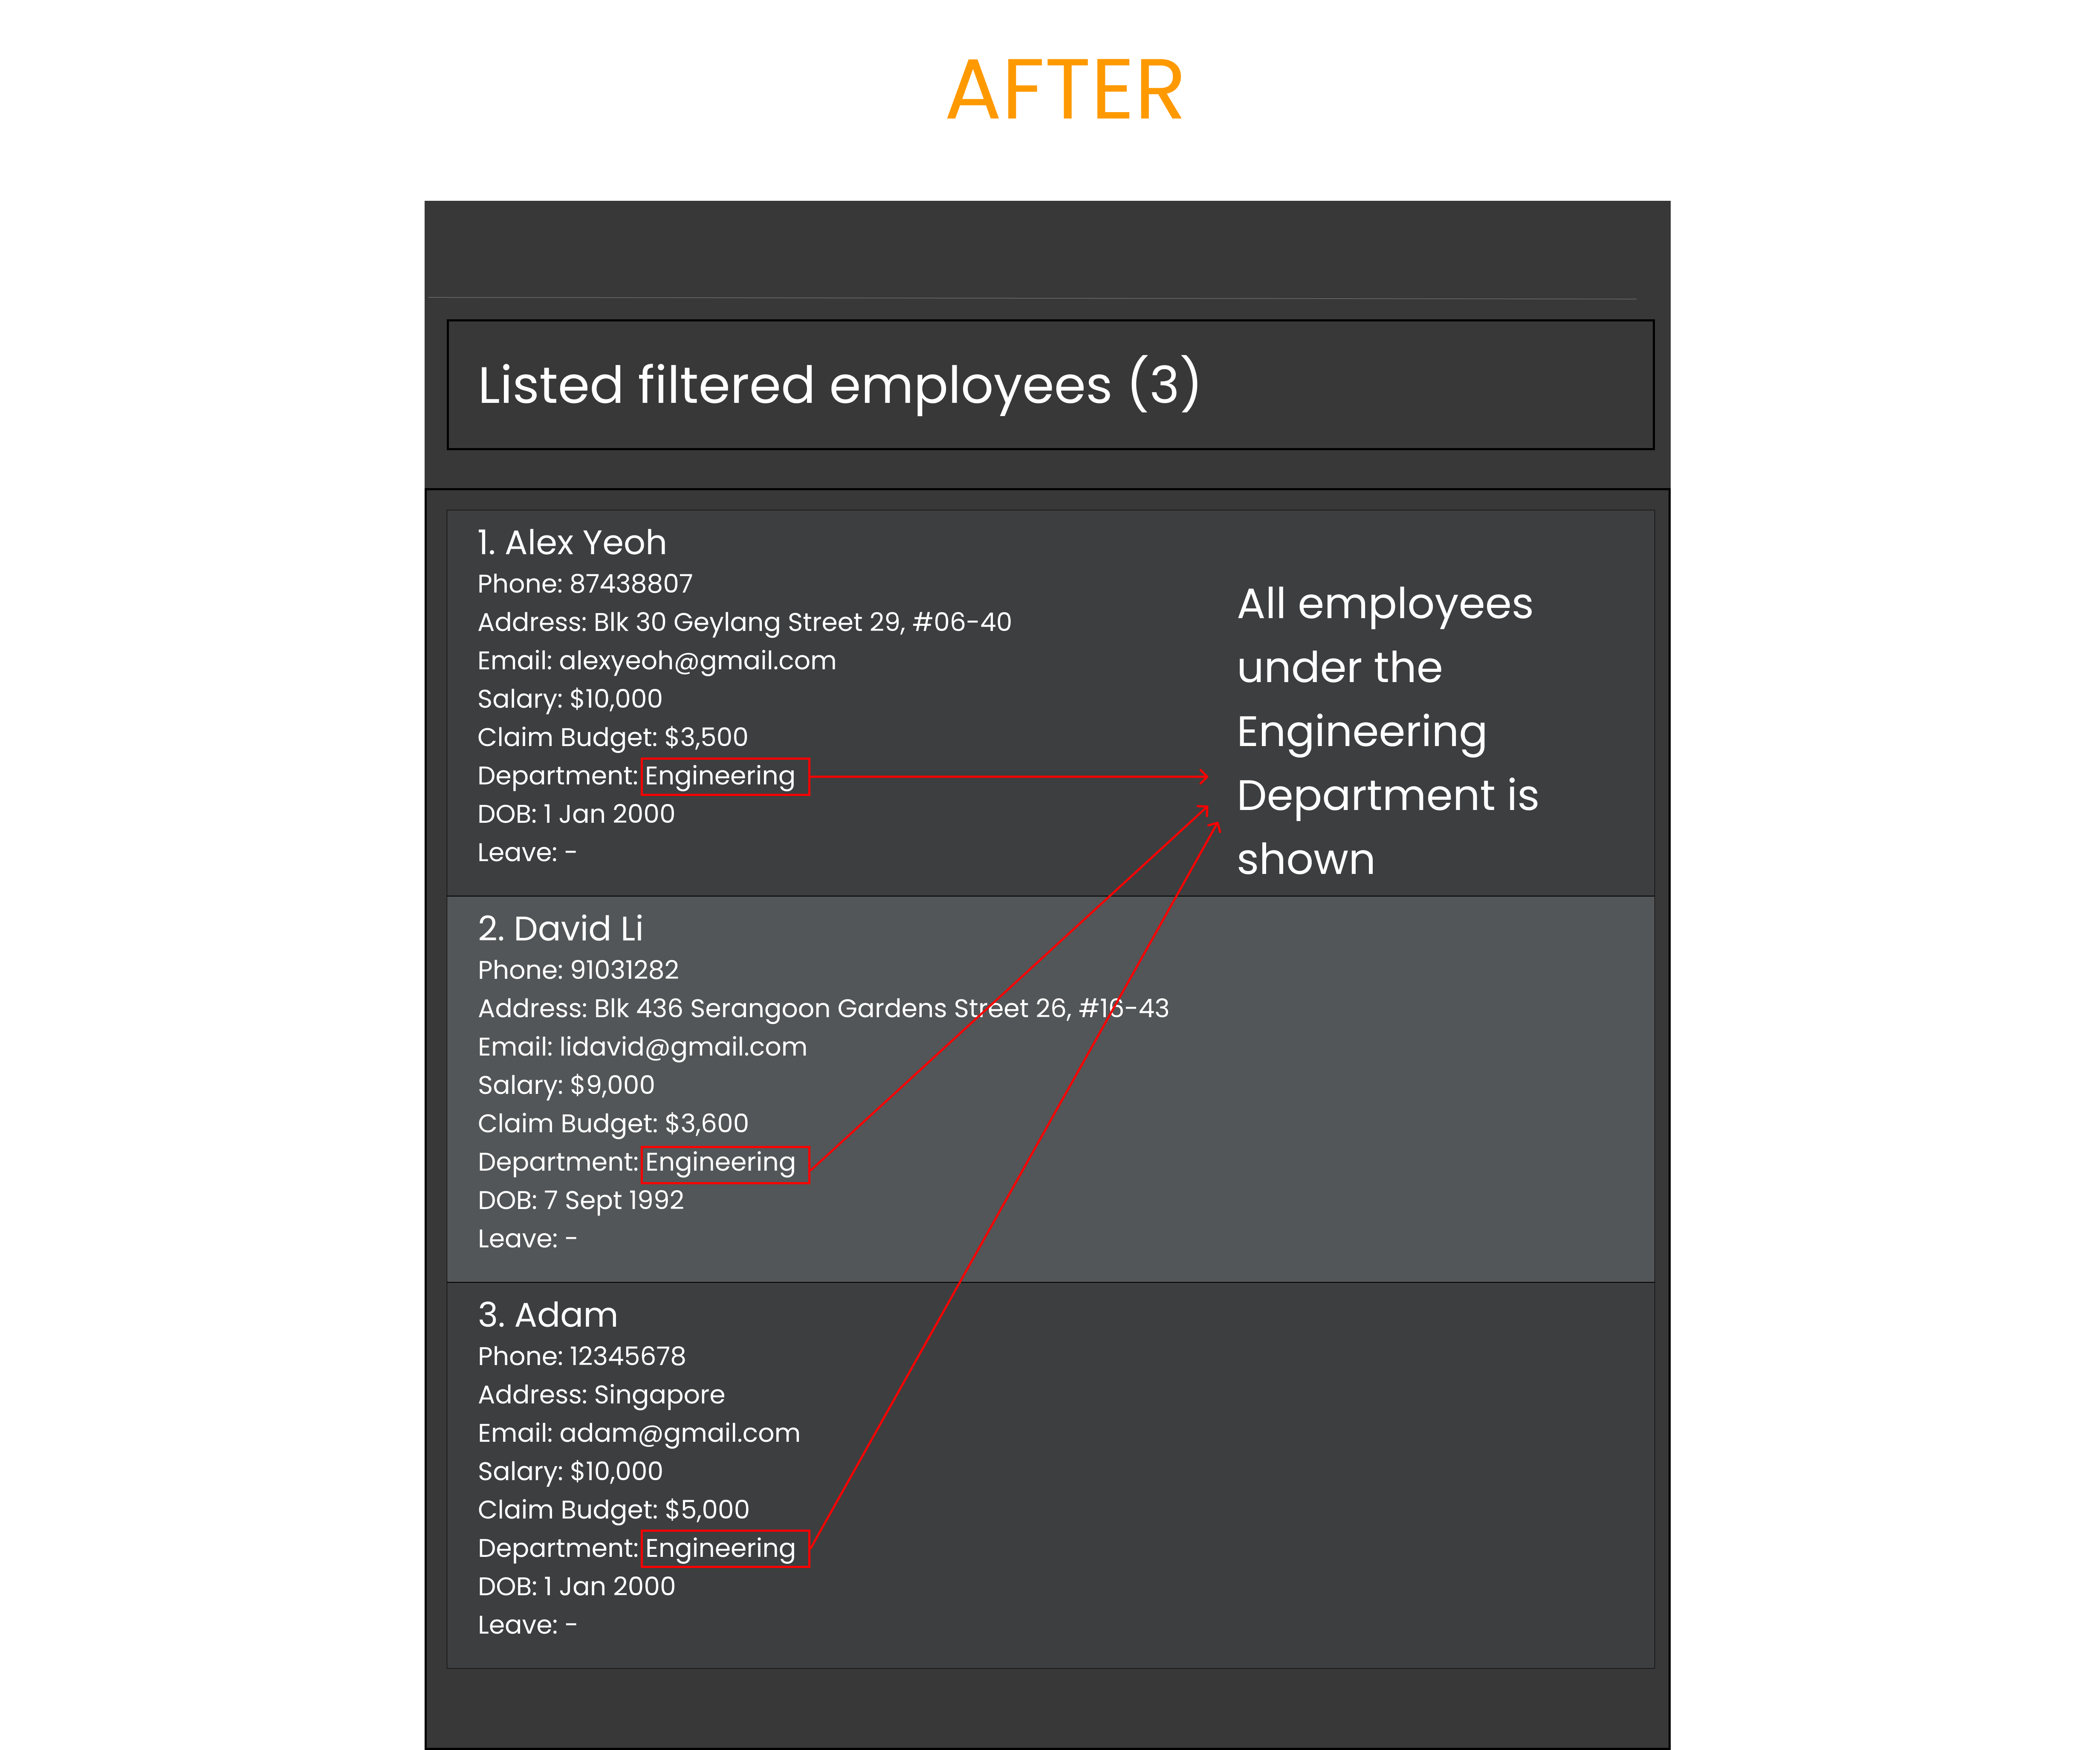 AFTER
Listed filtered employees (3)
1. Alex Yeoh
Phone: 87438807
Address: Blk 30 Geylang Street 29, #06-40
Email: alexyeoh@gmail.com
Salary: $10,000
Claim Budget: $3,500
Department: Engineering
DOB: 1 Jan 2000
Leave: -
All employees
under the
Engineering
Department is
shown
2. David Li
Phone: 91031282
Address: Blk 436 Serangoon Gardens Street 26, #16-43
Email: lidavid@gmail.com
Salary: $9,000
Claim Budget: $3,600
Department: Engineering
DOB: 7 Sept 1992
Leave: -
3. Adam
Phone: 12345678
Address: Singapore
Email: adam@gmail.com
Salary: $10,000
Claim Budget: $5,000
Department: Engineering
DOB: 1 Jan 2000
Leave: -